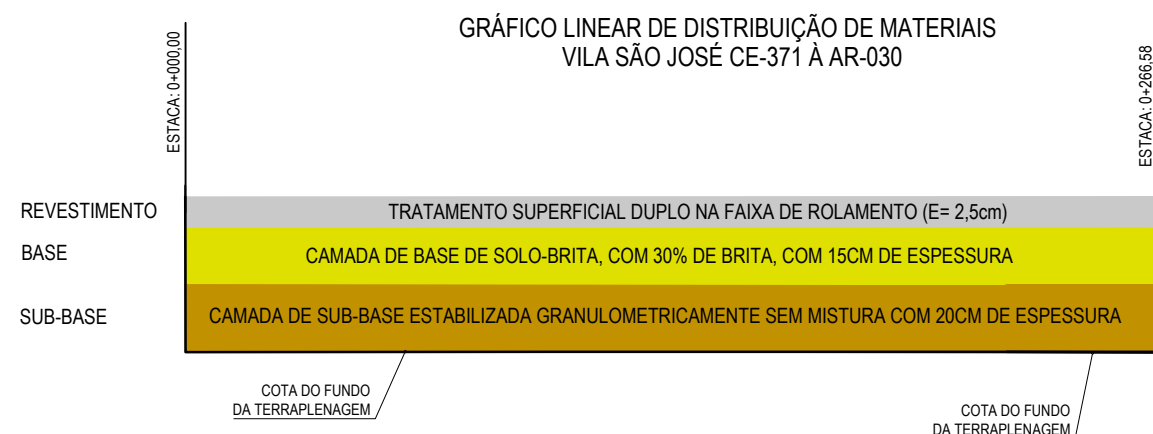 GRÁFICO LINEAR DE DISTRIBUIÇÃO DE MATERIAIS
VILA SÃO JOSÉ CE-371 À AR-030
ESTACA: 0+000,00
ESTACA: 0+266,58
REVESTIMENTO
TRATAMENTO SUPERFICIAL DUPLO NA FAIXA DE ROLAMENTO (E= 2,5cm)
BASE
CAMADA DE BASE DE SOLO-BRITA, COM 30% DE BRITA, COM 15CM DE ESPESSURA
SUB-BASE
CAMADA DE SUB-BASE ESTABILIZADA GRANULOMETRICAMENTE SEM MISTURA COM 20CM DE ESPESSURA
COTA DO FUNDO
DA TERRAPLENAGEM
COTA DO FUNDO
DA TERRAPLENAGEM